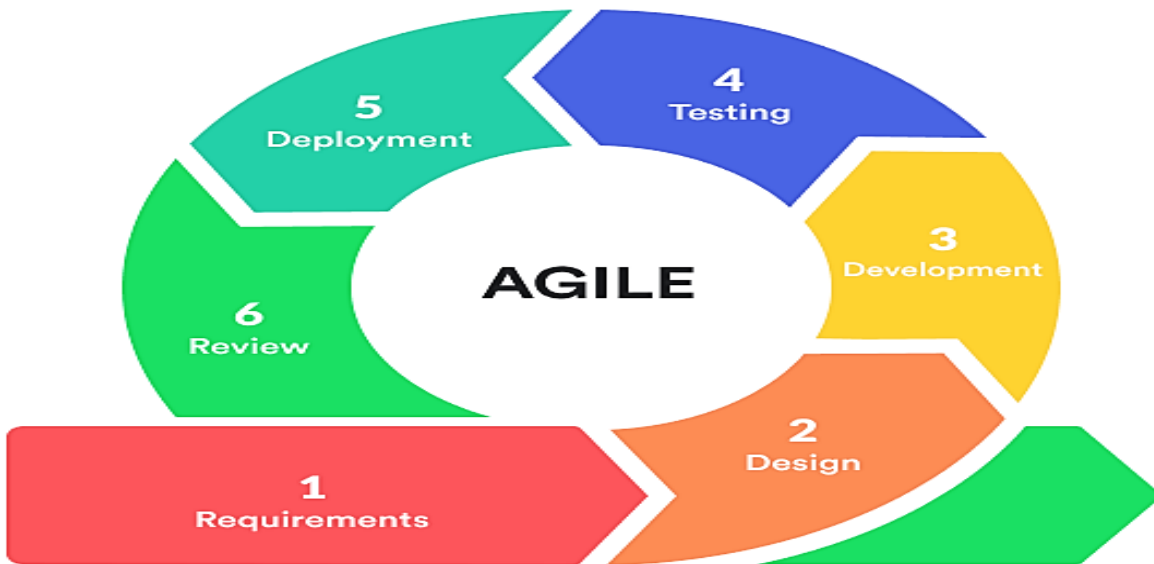 4
Testing
5
Deployment
3
Development
AGILE
6
Review
2
Design
1
Requirements